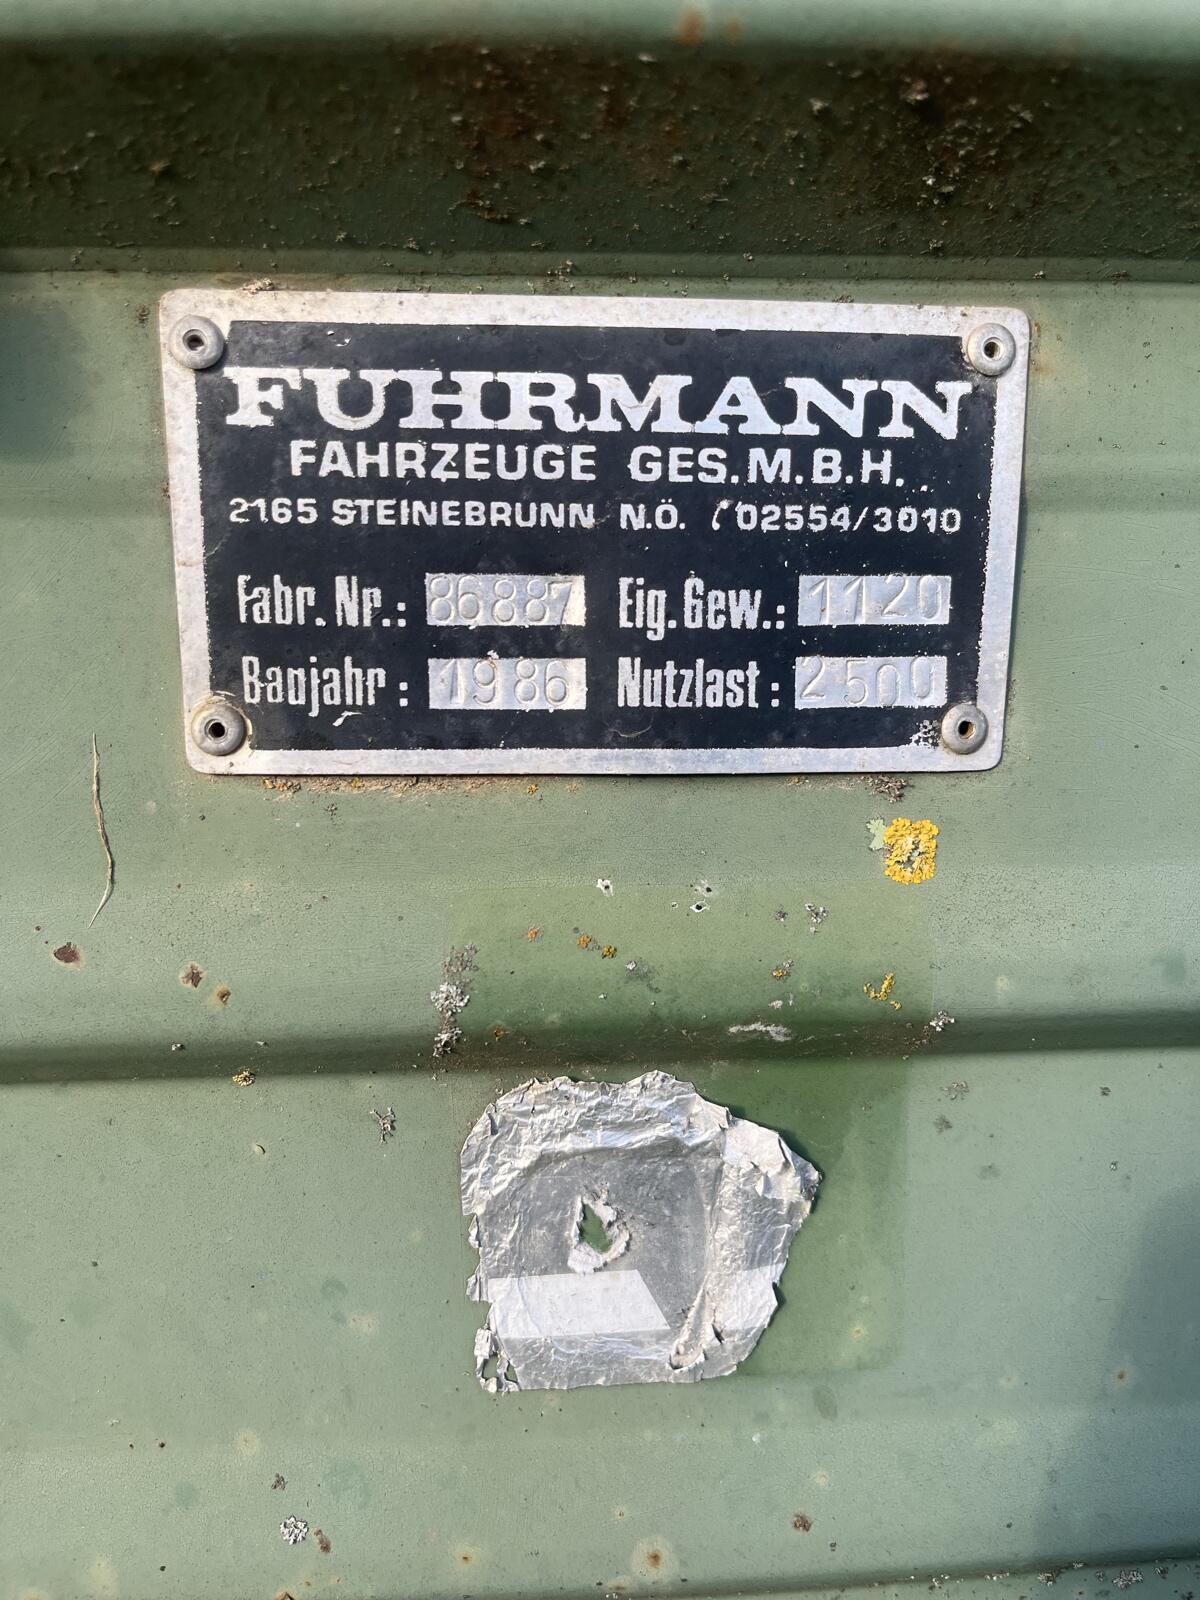 FUHRMANN
FAHRZEUGE GES.M.B.H.
2165 STEINEBRUNN N.Ö. 02554/3010
Fabr. Nr.: 86887 Eig. Gew.: 1120
Baujahr: 1986 Nutzlast: 2500